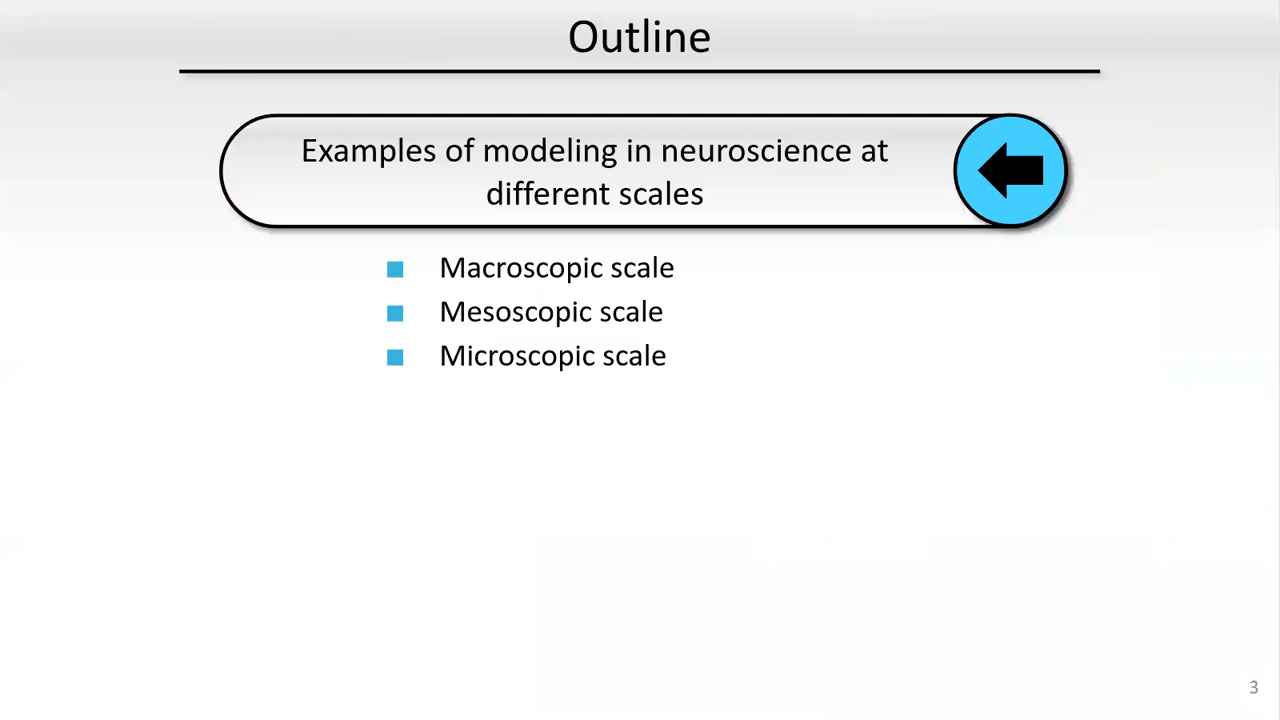 Outline
Examples of modeling in neuroscience at
different scales
Macroscopic scale
Mesoscopic scale
Microscopic scale
3